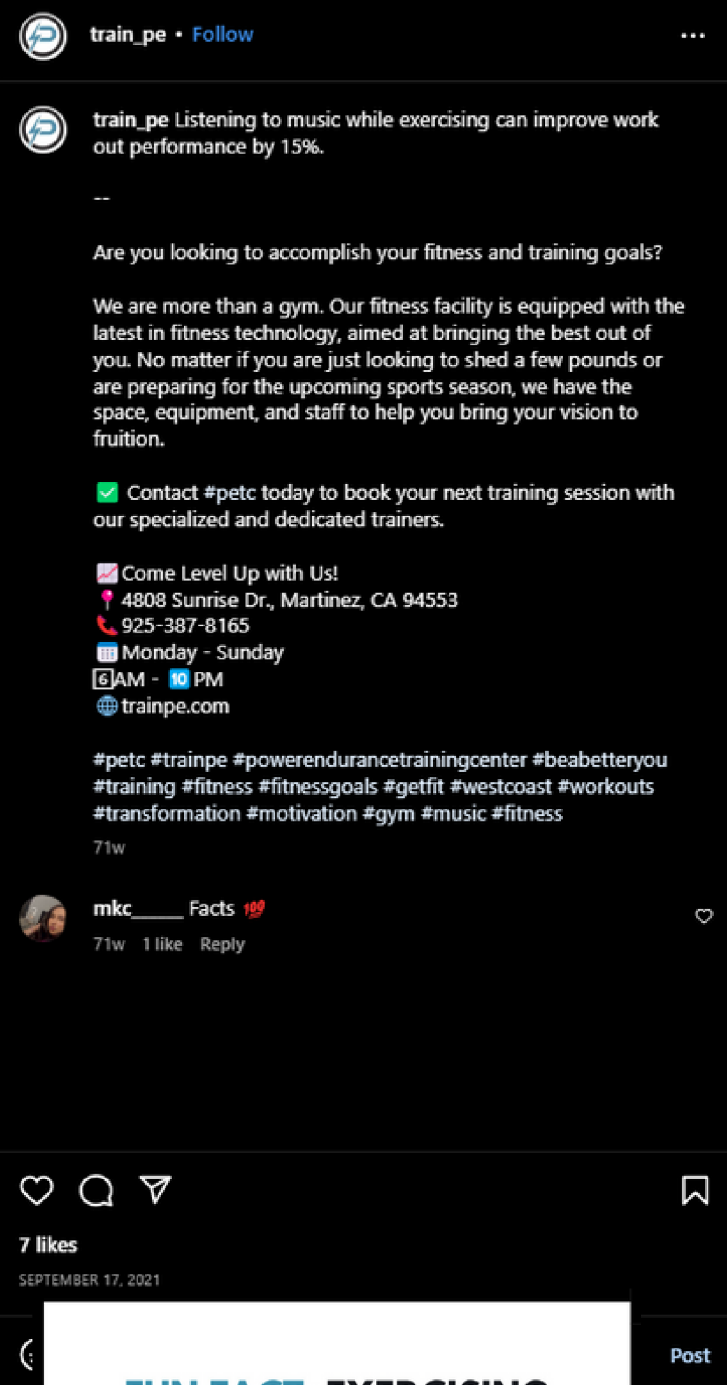 train_pe • Follow
train_pe Listening to music while exercising can improve work
out performance by 15%.
--
Are you looking to accomplish your fitness and training goals?
We are more than a gym. Our fitness facility is equipped with the
latest in fitness technology, aimed at bringing the best out of
you. No matter if you are just looking to shed a few pounds or
are preparing for the upcoming sports season, we have the
space, equipment, and staff to help you bring your vision to
fruition.
✅ Contact #petc today to book your next training session with
our specialized and dedicated trainers.
📈Come Level Up with Us!
📍4808 Sunrise Dr., Martinez, CA 94553
📞925-387-8165
📅Monday - Sunday
6️⃣AM - 🔟PM
🌐trainpe.com
#petc #trainpe #powerendurancetrainingcenter #beabetteryou
#training #fitness #fitnessgoals #getfit #westcoast #workouts
#transformation #motivation #gym #music #fitness
71w
mkc______ Facts 💯
71w 1 like Reply
7 likes
SEPTEMBER 17, 2021
Post
FUN FACT: EXERCISING